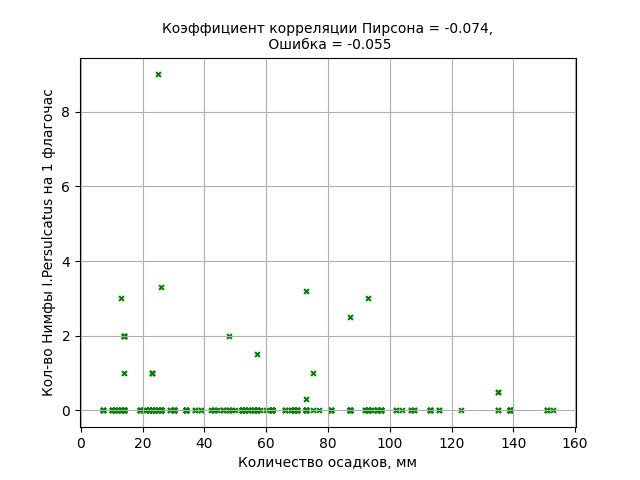 Коэффициент корреляции Пирсона = -0.074,
Ошибка = -0.055
Кол-во Нимфы I.Persulcatus на 1 флагочас
8
6
4
2
0
0 20 40 60 80 100 120 140 160
Количество осадков, мм